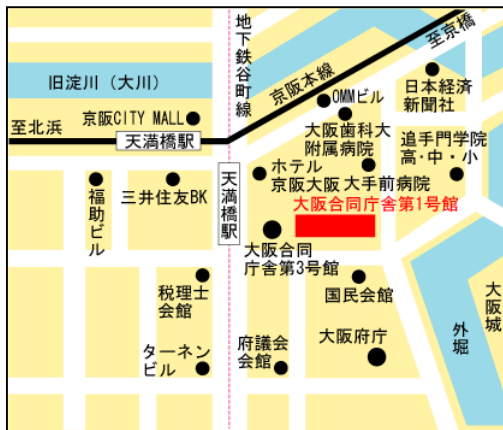 地下鉄谷町線
至京橋
京阪本線
旧淀川（大川）
日本経済
新聞社
OMMビル
京阪CITY MALL
大阪歯科大
附属病院
至北浜
天満橋駅
追手門学院
高・中・小
ホテル
京阪大阪
大手前病院
天満橋駅
福助ビル
三井住友BK
大阪合同庁舎第1号館
大阪合同
庁舎第3号館
税理士
会館
国民会館
大阪城
外堀
ターネン
ビル
府議会
会館
大阪府庁